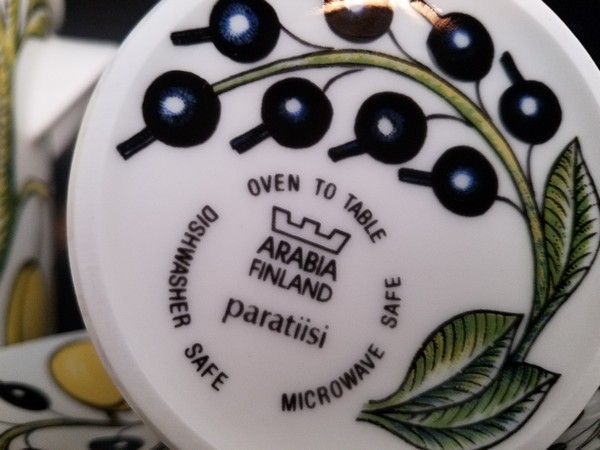 OVEN TO TABLE
ARABIA
FINLAND
paratiisi
DISHWASHER SAFE
MICROWAVE SAFE